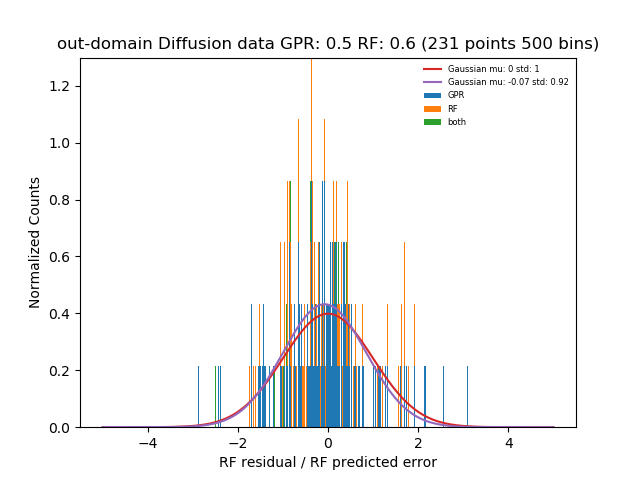 out-domain Diffusion data GPR: 0.5 RF: 0.6 (231 points 500 bins)
Gaussian mu: 0 std: 1
Gaussian mu: -0.07 std: 0.92
GPR
RF
both
Normalized Counts
1.2
1.0
0.8
0.6
0.4
0.2
0.0
−4 −2 0 2 4
RF residual / RF predicted error